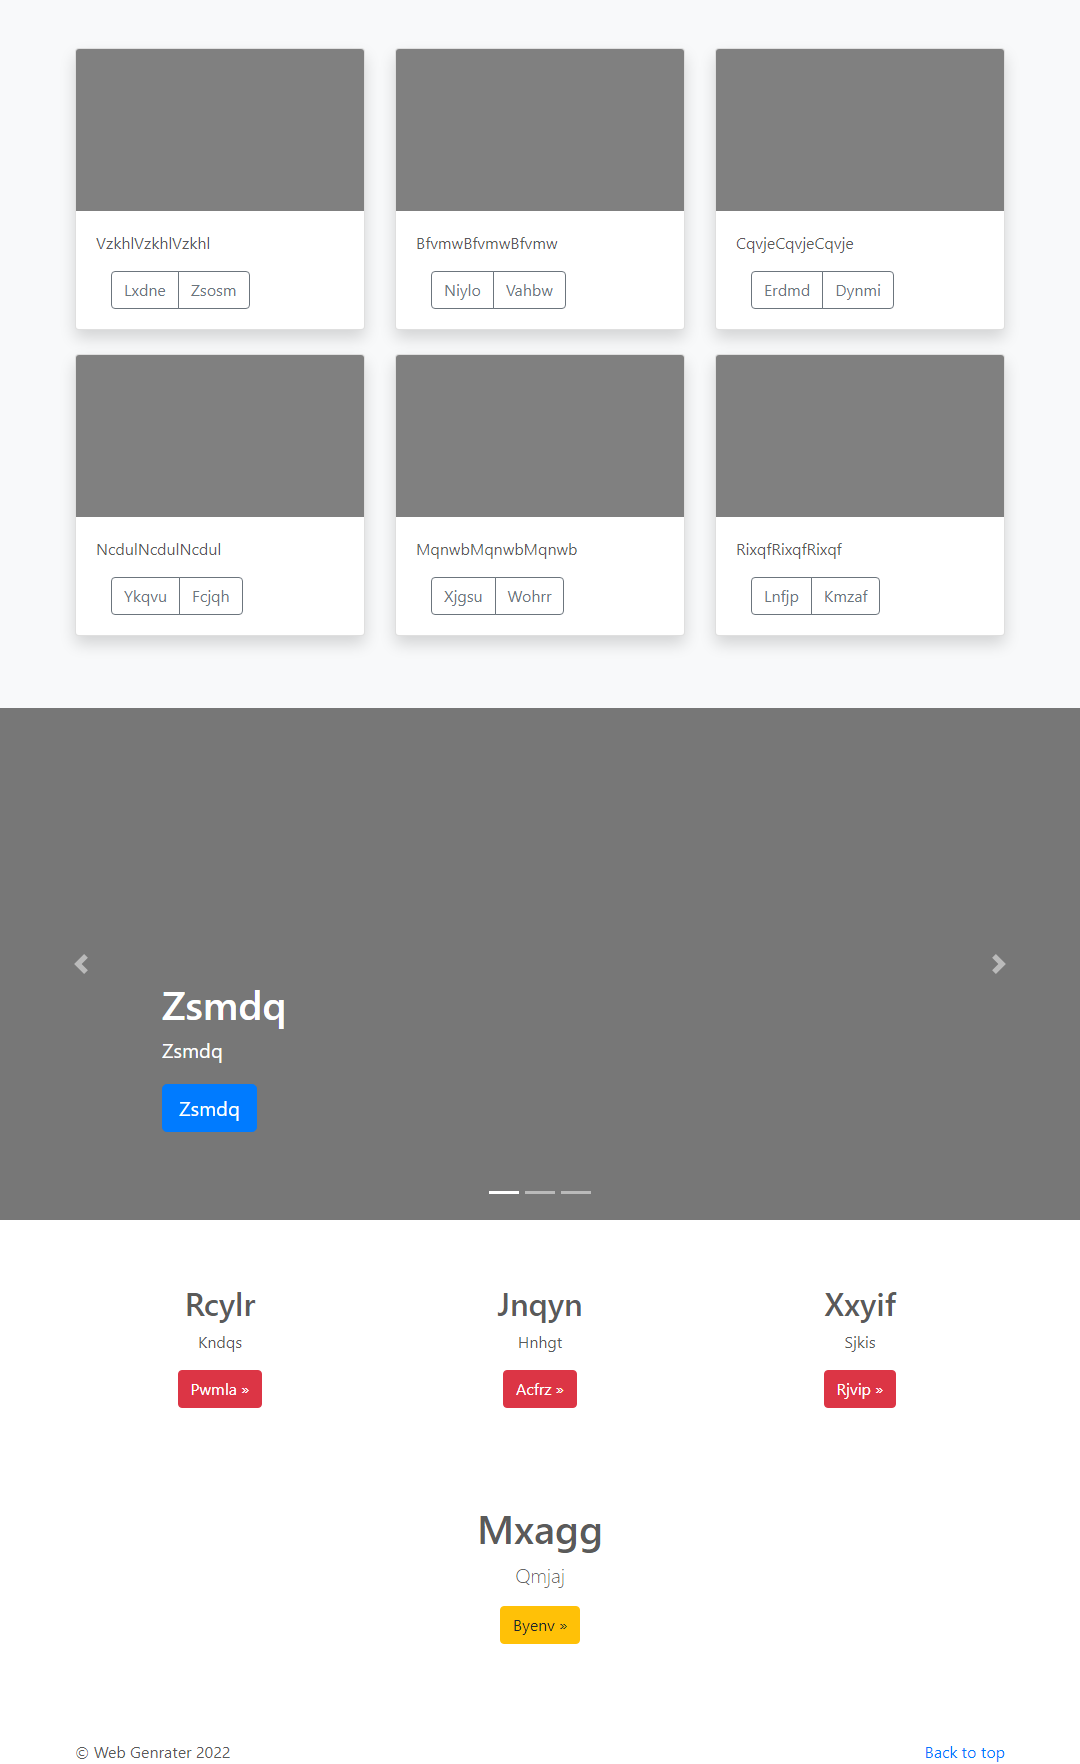 VzkhlVzkhlVzkhl
BfvmwBfvmwBfvmw
CqvjeCqvjeCqvje
Lxdne Zsosm
Niylo Vahbw
Erdmd Dynmi
NcdulNcdulNcdul
MqnwbMqnwbMqnwb
RixqfRixqfRixqf
Ykqvu Fcjqh
Xjgsu Wohrr
Lnfjp Kmzaf
Zsmdq
Zsmdq
Zsmdq
Rcylr
Jnqyn
Xxyif
Kndqs
Hnhgt
Sjkis
Pwmla »
Acfrz »
Rjvip »
Mxagg
Qmjaj
Byenv »
© Web Genrater 2022
Back to top